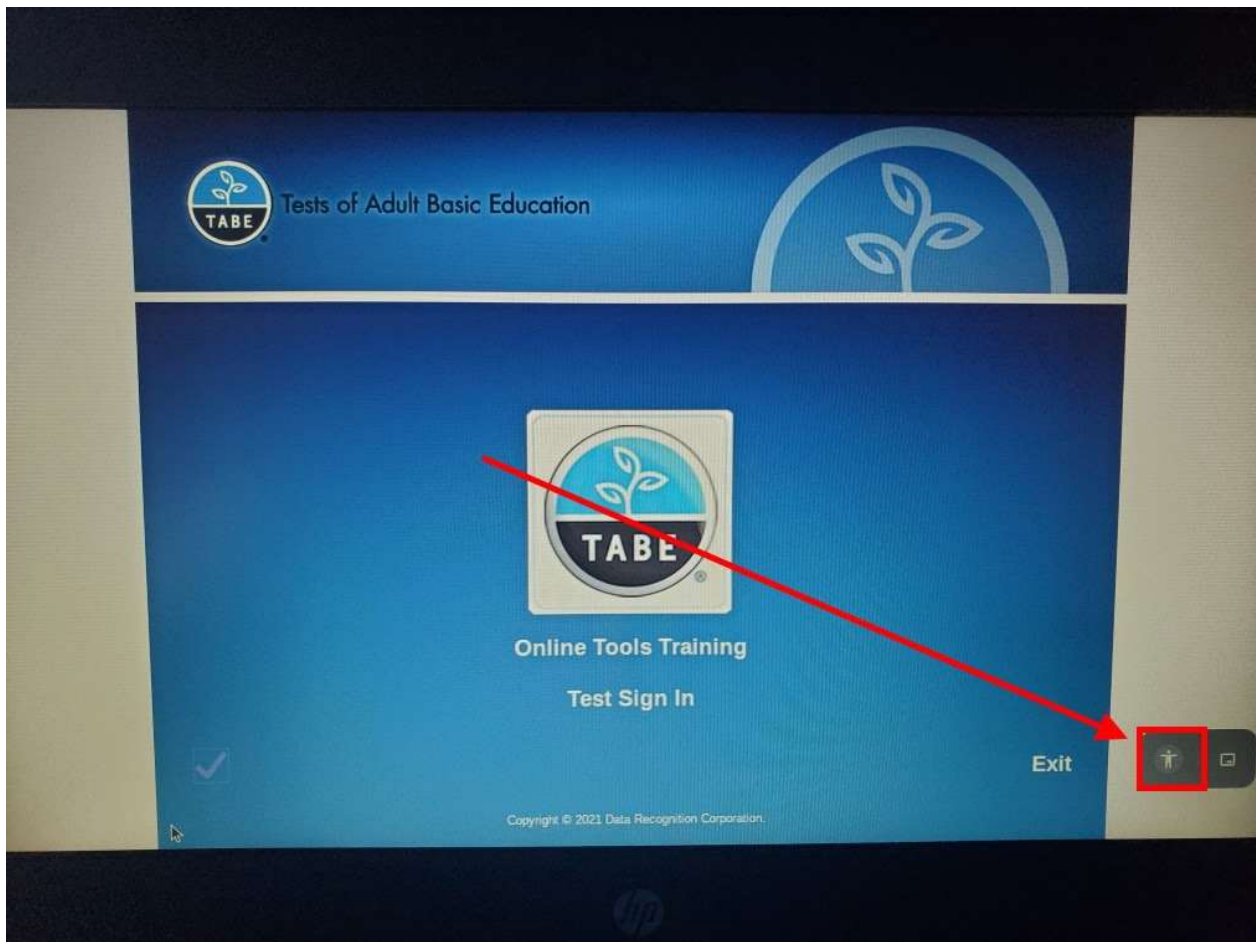 TABE
Tests of Adult Basic Education
TABE
®
Online Tools Training
Test Sign In
Exit
Copyright © 2021 Data Recognition Corporation.
hp